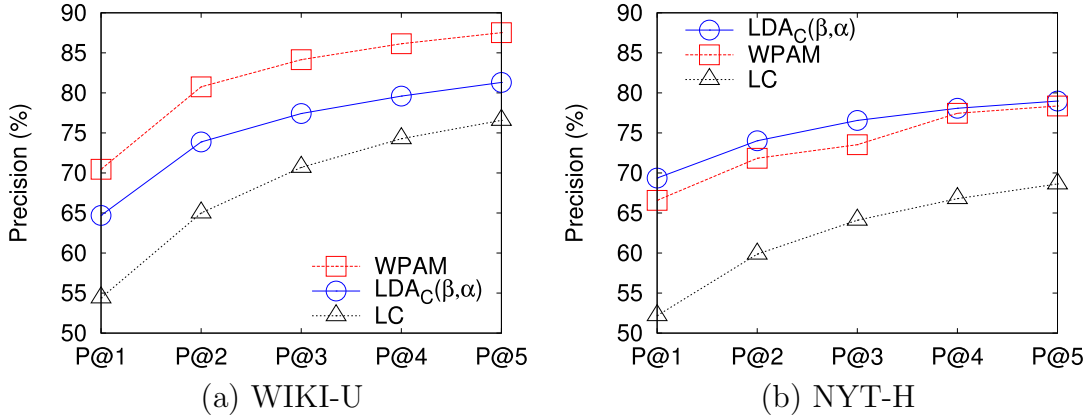 Precision (%)
90
85
80
75
70
65
60
55
50
P@1 P@2 P@3 P@4 P@5
WPAM
LDA_C(β,α)
LC
(a) WIKI-U
Precision (%)
90
85
80
75
70
65
60
55
50
P@1 P@2 P@3 P@4 P@5
LDA_C(β,α)
WPAM
LC
(b) NYT-H